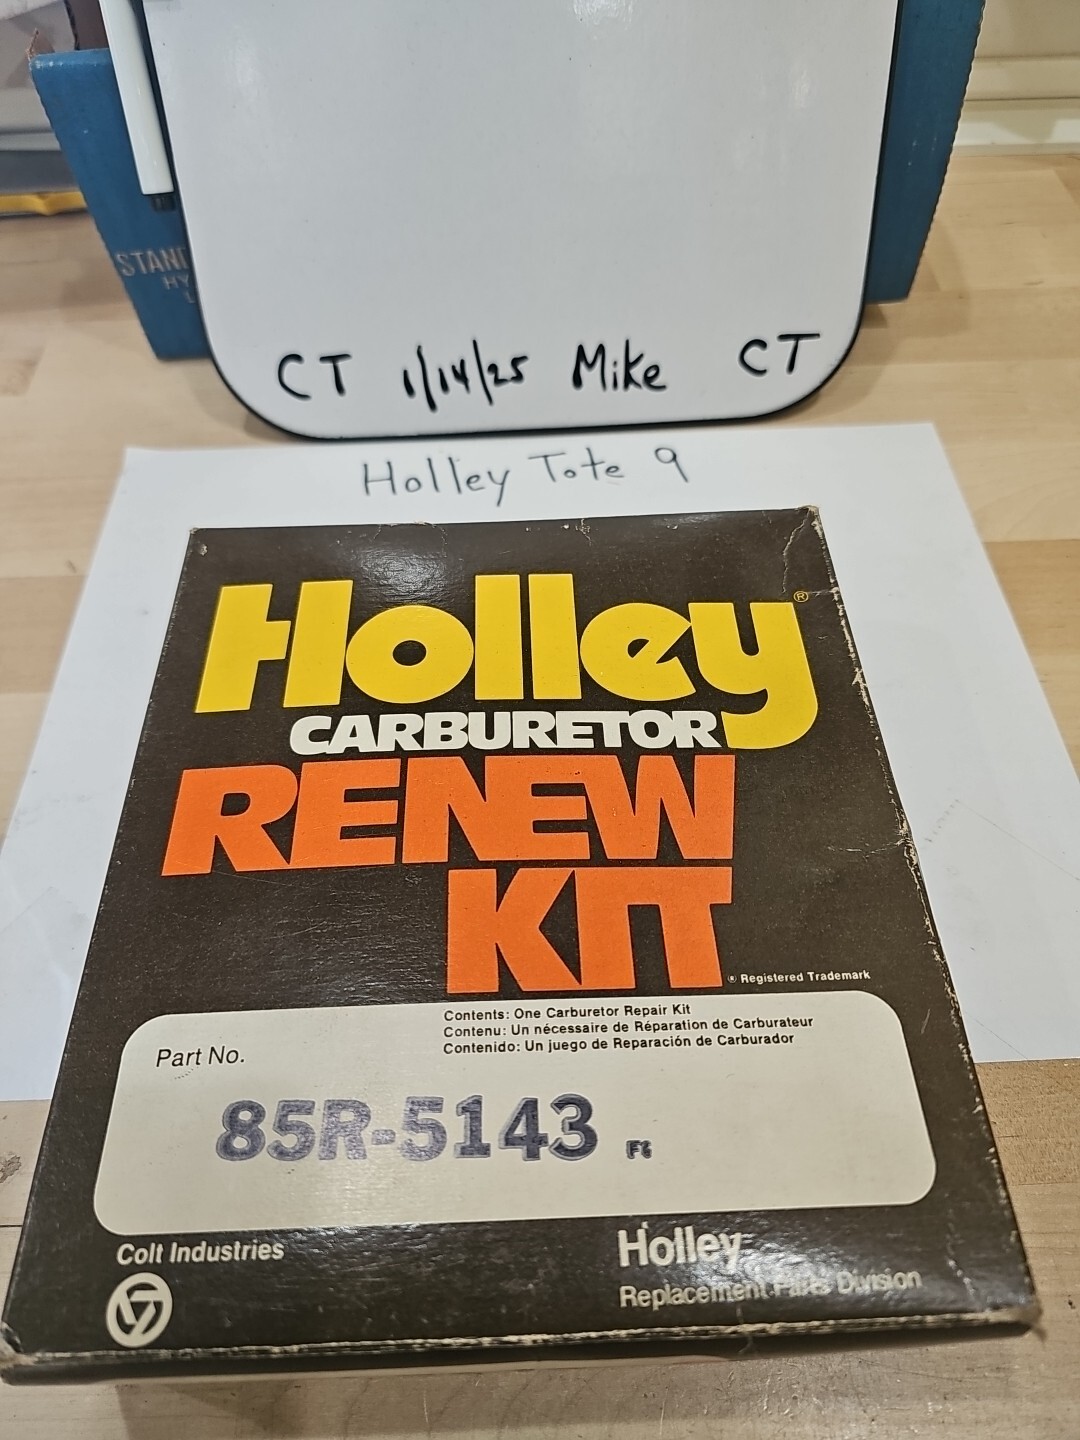 STAND
HY
L
CT 1/14/25 Mike CT
Holley Tote 9
Holley®
CARBURETOR
RENEW
KIT
® Registered Trademark
Contents: One Carburetor Repair Kit
Contenu: Un nécessaire de Réparation de Carburateur
Contenido: Un juego de Reparación de Carburador
Part No.
85R-5143
Colt Industries
Holley
Replacement Parts Division